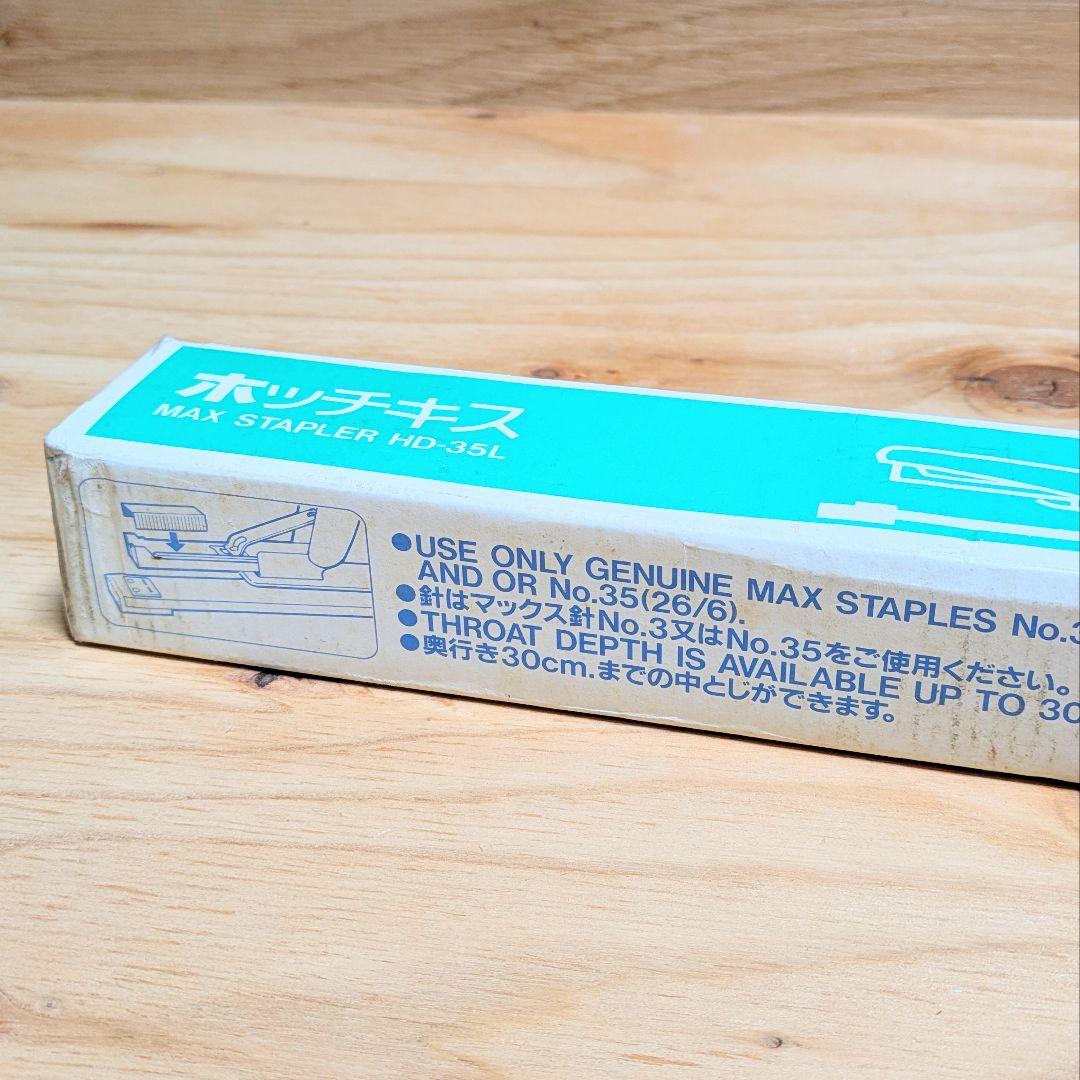 ホッチキス
MAX STAPLER HD-35L
●USE ONLY GENUINE MAX STAPLES No.3
AND OR No.35(26/6).
●針はマックス針No.3又はNo.35をご使用ください。
●THROAT DEPTH IS AVAILABLE UP TO 30
●奥行き30cm.までの中とじができます。